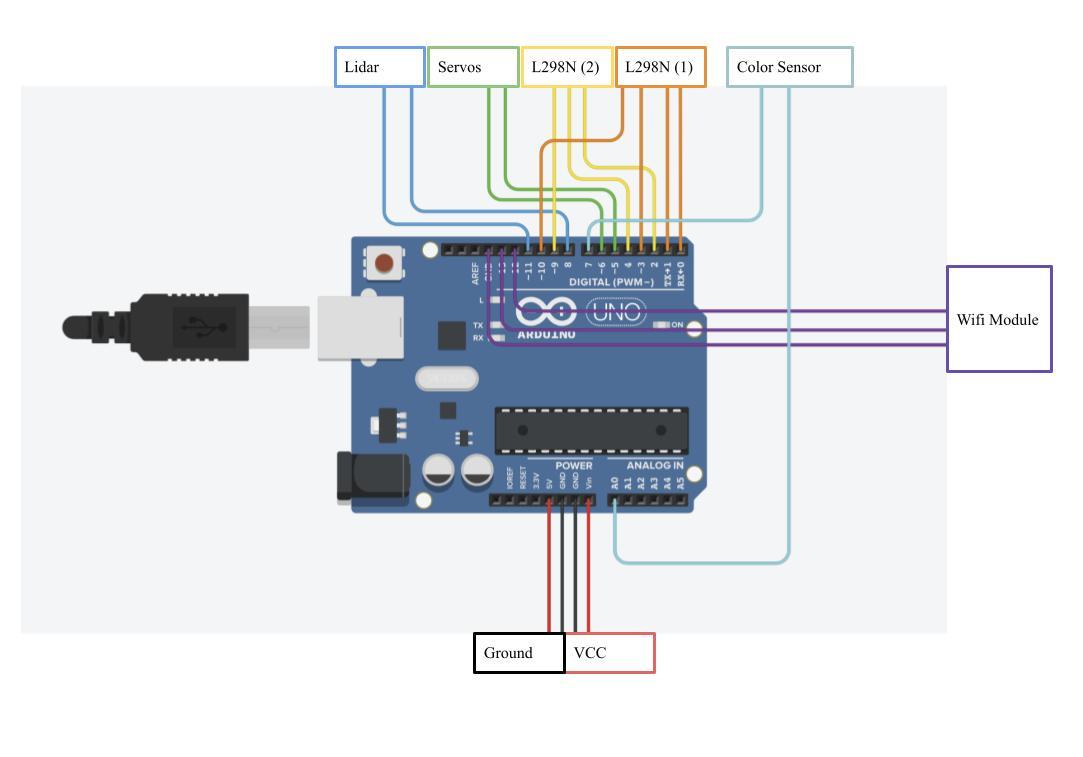 Lidar
Servos
L298N (2)
L298N (1)
Color Sensor
AREF
~11
~10
~9
8
7
~6
~5
4
~3
2
TX→1
RX←0
DIGITAL (PWM~)
L
TX
RX
UNO
ON
ARDUINO
Wifi Module
POWER
ANALOG IN
IOREF
RESET
3.3V
5V
GND
GND
Vin
A0
A1
A2
A3
A4
A5
Ground
VCC